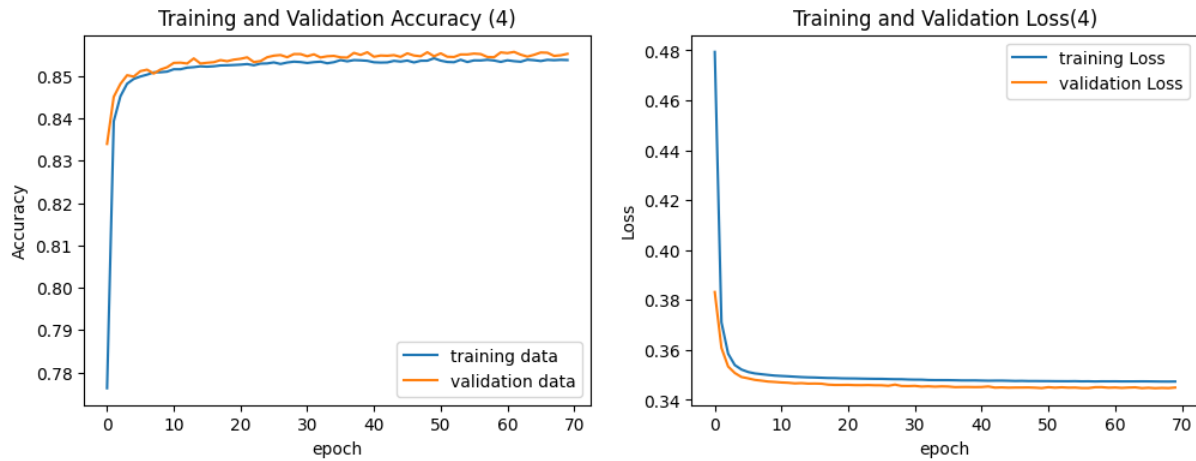 Training and Validation Accuracy (4)
Accuracy
0.85
0.84
0.83
0.82
0.81
0.80
0.79
0.78
training data
validation data
0 10 20 30 40 50 60 70
epoch
Training and Validation Loss(4)
Loss
0.48
0.46
0.44
0.42
0.40
0.38
0.36
0.34
training Loss
validation Loss
0 10 20 30 40 50 60 70
epoch